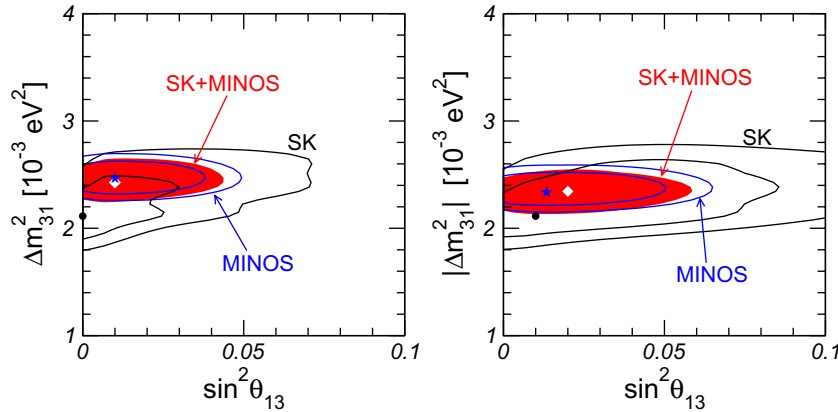 4
3
2
1
Δm²₃₁ [10⁻³ eV²]
SK+MINOS
SK
MINOS
0
0.05
0.1
sin²θ₁₃
4
3
2
1
|Δm²₃₁| [10⁻³ eV²]
SK+MINOS
SK
MINOS
0
0.05
0.1
sin²θ₁₃